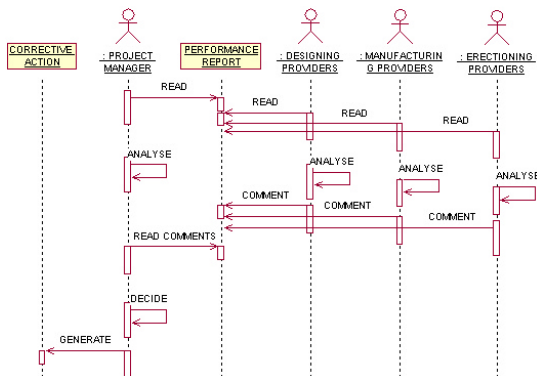 CORRECTIVE
ACTION
: PROJECT
MANAGER
PERFORMANCE
REPORT
: DESIGNING
PROVIDERS
: MANUFACTURIN
G PROVIDERS
: ERECTIONING
PROVIDERS
READ
READ
READ
READ
ANALYSE
ANALYSE
ANALYSE
ANALYSE
COMMENT
COMMENT
COMMENT
READ COMMENTS
DECIDE
GENERATE